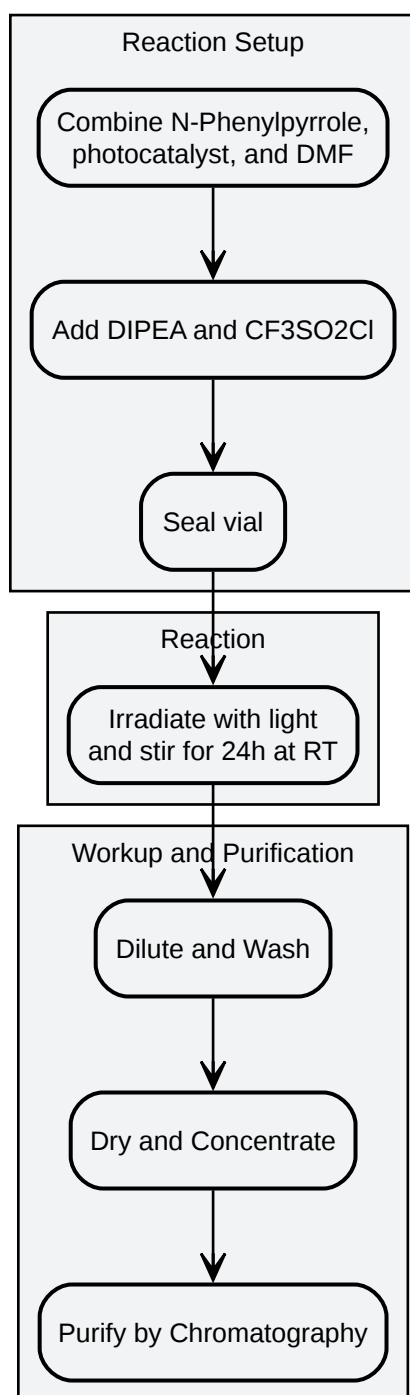 Reaction Setup
Combine N-Phenylpyrrole,
photocatalyst, and DMF
Add DIPEA and CF3SO2Cl
Seal vial
Reaction
Irradiate with light
and stir for 24h at RT
Workup and Purification
Dilute and Wash
Dry and Concentrate
Purify by Chromatography